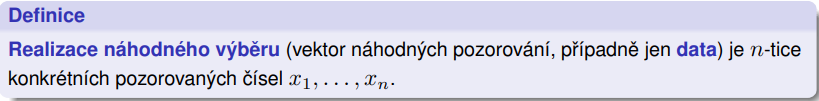 Definice
Realizace náhodného výběru (vektor náhodných pozorování, případně jen data) je n-tice
konkrétních pozorovaných čísel x₁, . . . , xₙ.